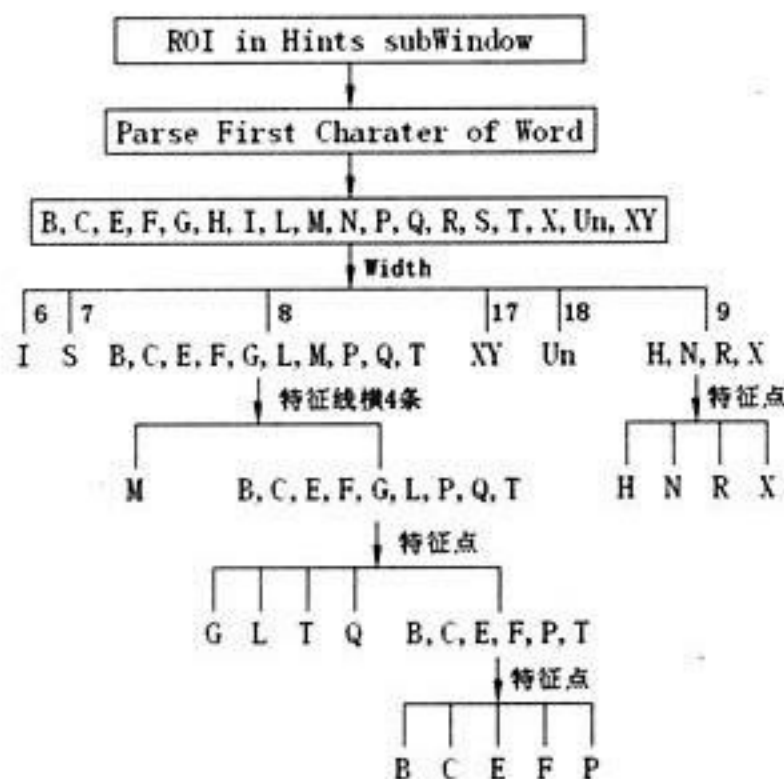 ROI in Hints subWindow
Parse First Charater of Word
B, C, E, F, G, H, I, L, M, N, P, Q, R, S, T, X, Un, XY
Width
6 7 8 17 18 9
I S B, C, E, F, G, L, M, P, Q, T XY Un H, N, R, X
特征线横4条 特征点
M B, C, E, F, G, L, P, Q, T H N R X
特征点
G L T Q B, C, E, F, P, T
特征点
B C E F P